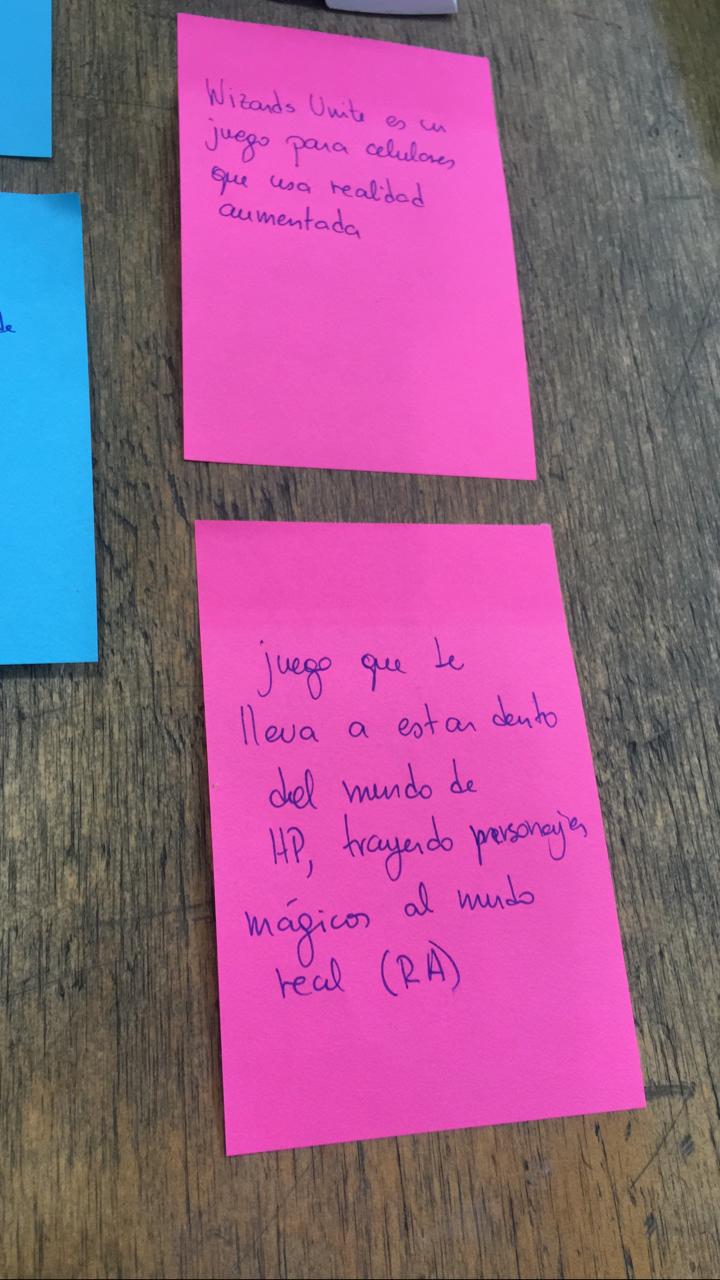 Wizards Unite es un
juego para celulares
que usa realidad
aumentada
de
juego que te
lleva a estar dento
del mundo de
HP, trayendo personajes
mágicos al mundo
real (RA)